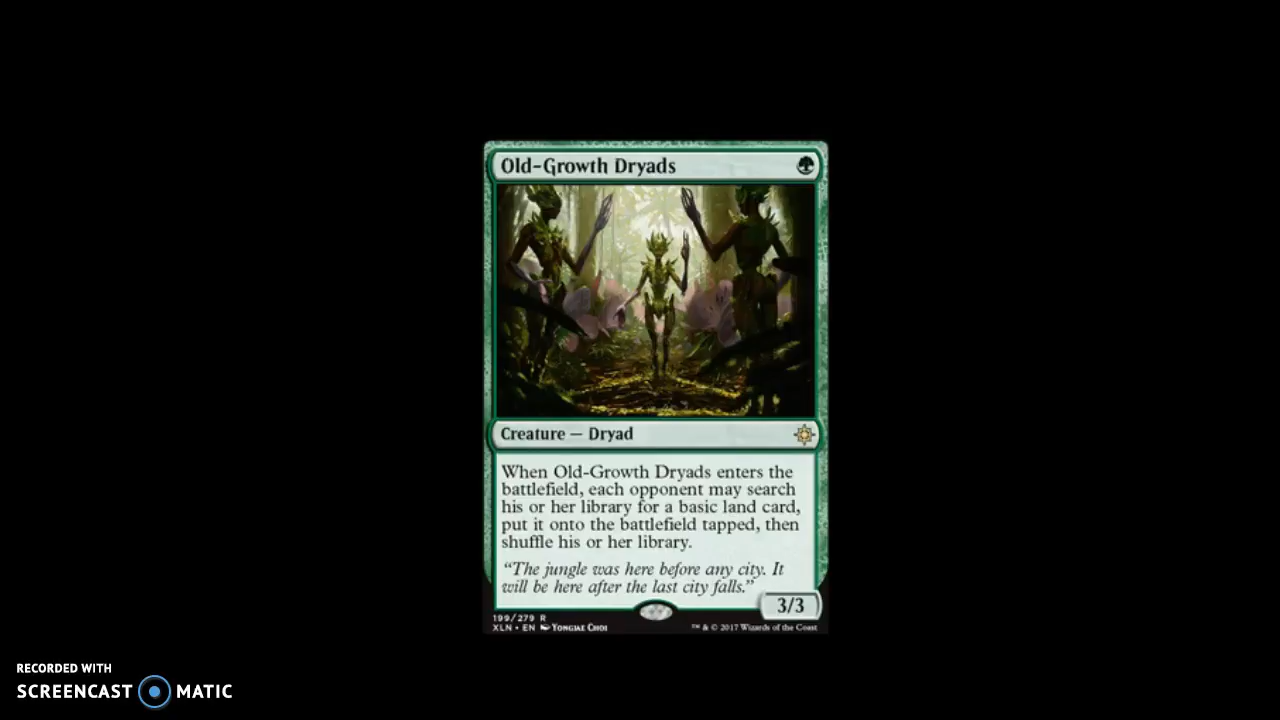 Old-Growth Dryads
Creature — Dryad
When Old-Growth Dryads enters the
battlefield, each opponent may search
his or her library for a basic land card,
put it onto the battlefield tapped, then
shuffle his or her library.
“The jungle was here before any city. It
will be here after the last city falls.”
3/3
199/279 R
XLN • EN Yongjae Choi
™ & © 2017 Wizards of the Coast
RECORDED WITH
SCREENCAST MATIC